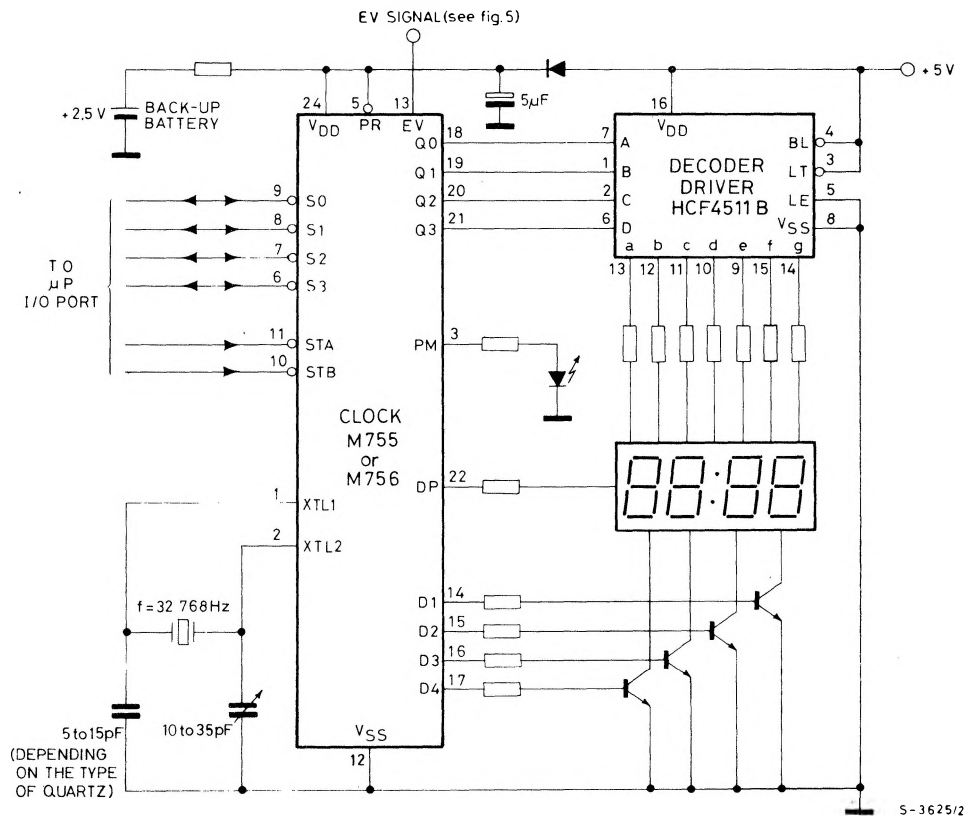 EV SIGNAL (see fig.5)
+5V
+2,5V
BACK-UP
BATTERY
5µF
24
5
13
VDD
PR
EV
16
VDD
18
Q0
7
A
19
Q1
1
B
20
Q2
2
C
21
Q3
6
D
DECODER
DRIVER
HCF4511B
BL
4
LT
3
LE
5
VSS
8
a b c d e f g
13 12 11 10 9 15 14
TO
µP
I/O PORT
9
S0
8
S1
7
S2
6
S3
11
STA
10
STB
3
PM
CLOCK
M755
or
M756
22
DP
88:88
1
XTL1
2
XTL2
f=32 768Hz
14
D1
15
D2
16
D3
17
D4
VSS
12
5 to 15pF
(DEPENDING
ON THE TYPE
OF QUARTZ)
10 to 35pF
S-3625/2